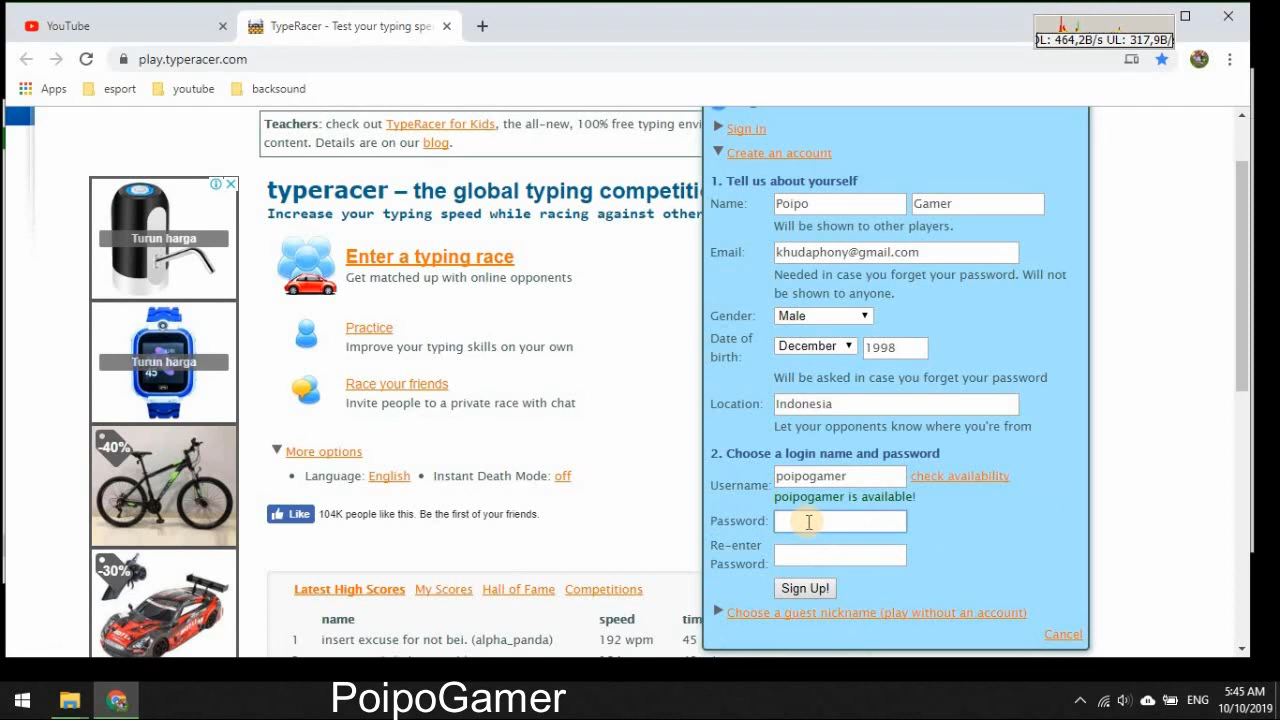 YouTube
TypeRacer - Test your typing spe
DL: 464,2B/s UL: 317,9B/s
play.typeracer.com
Apps esport youtube backsound
Teachers: check out TypeRacer for Kids, the all-new, 100% free typing envi
content. Details are on our blog.
typeracer – the global typing competiti
Increase your typing speed while racing against other
Turun harga
Enter a typing race
Get matched up with online opponents
Practice
Improve your typing skills on your own
Turun harga
45
Race your friends
Invite people to a private race with chat
-40%
More options
• Language: English • Instant Death Mode: off
Like 104K people like this. Be the first of your friends.
-30%
Latest High Scores My Scores Hall of Fame Competitions
name speed tim
1 insert excuse for not bei. (alpha_panda) 192 wpm 45
Sign in
Create an account
1. Tell us about yourself
Name: Poipo Gamer
Will be shown to other players.
Email: khudaphony@gmail.com
Needed in case you forget your password. Will not
be shown to anyone.
Gender: Male
Date of
birth: December 1998
Will be asked in case you forget your password
Location: Indonesia
Let your opponents know where you're from
2. Choose a login name and password
Username: poipogamer check availability
poipogamer is available!
Password:
Re-enter
Password:
Sign Up!
Choose a guest nickname (play without an account)
Cancel
PoipoGamer
ENG
5:45 AM
10/10/2019